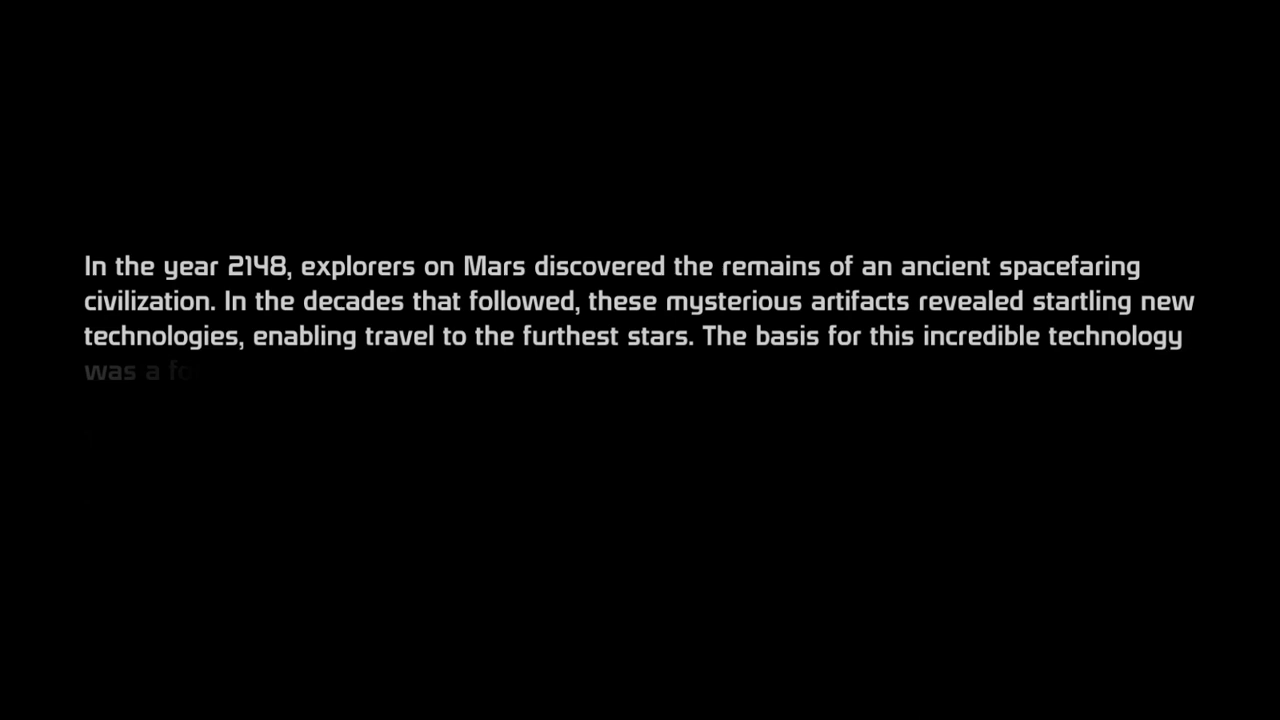 In the year 2148, explorers on Mars discovered the remains of an ancient spacefaring
civilization. In the decades that followed, these mysterious artifacts revealed startling new
technologies, enabling travel to the furthest stars. The basis for this incredible technology
was a fo